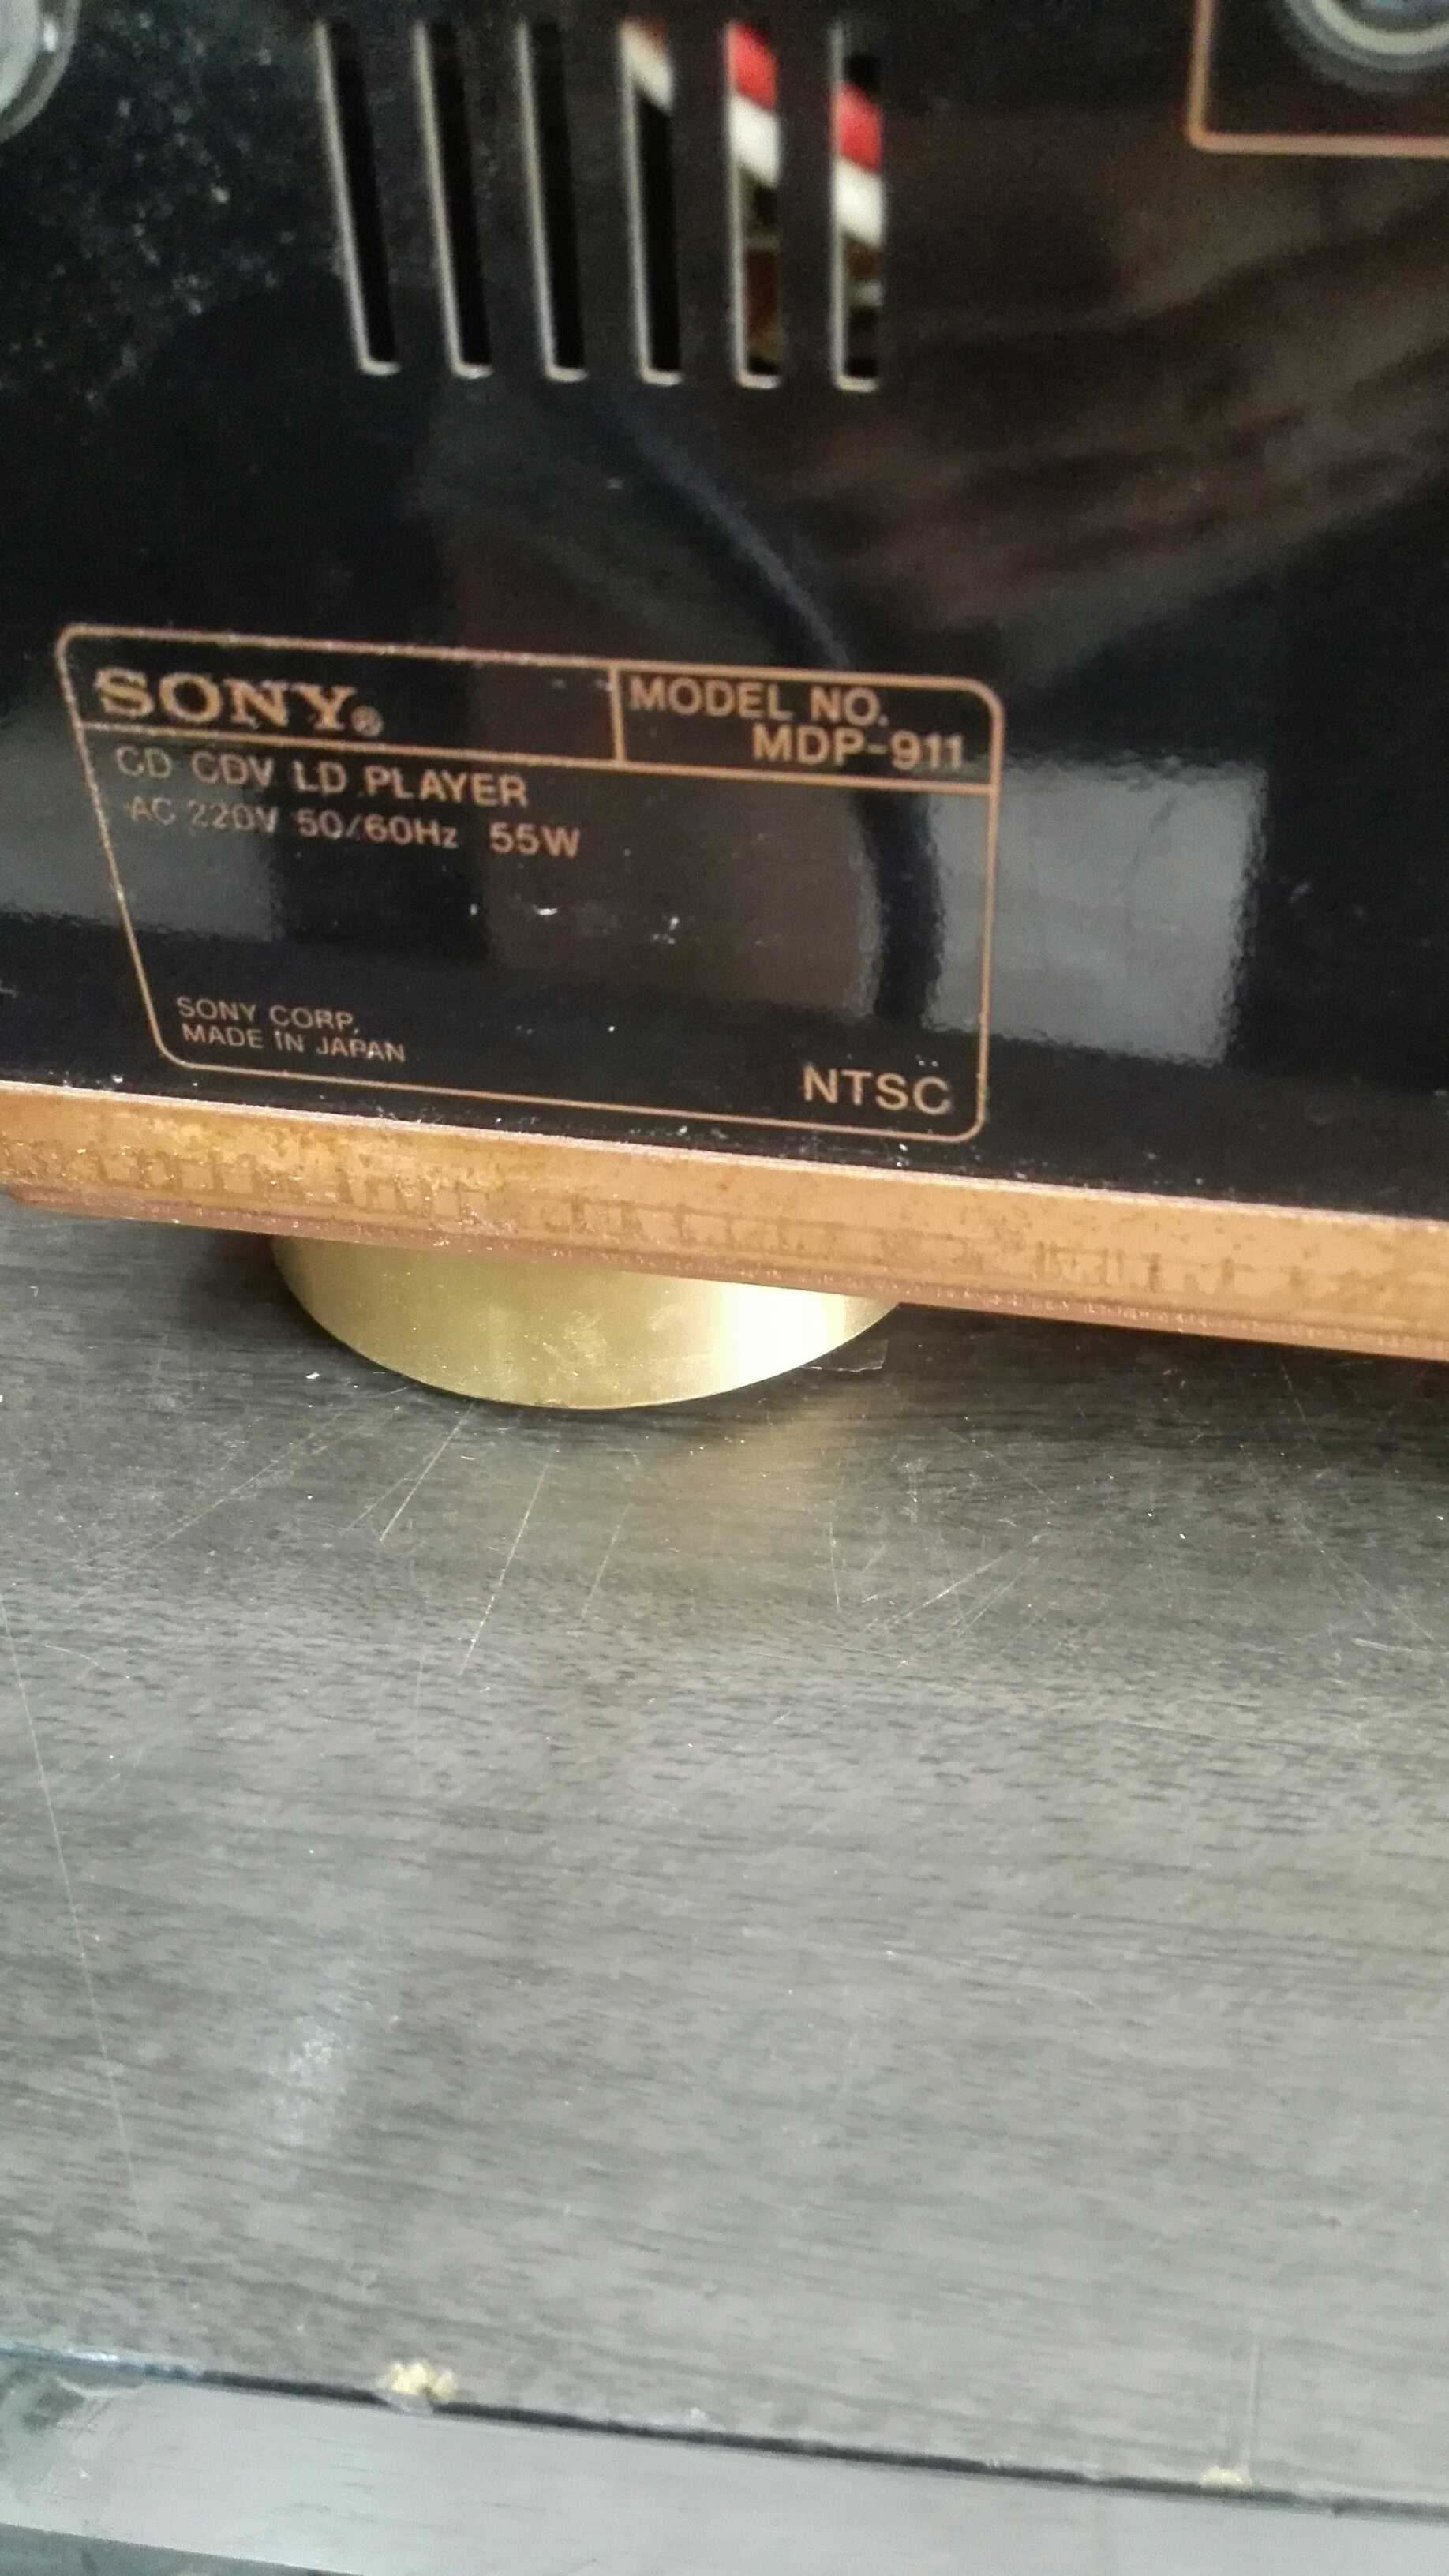 SONY®
MODEL NO.
MDP-911
CD CDV LD PLAYER
AC 220V 50/60Hz 55W
SONY CORP.
MADE IN JAPAN
NTSC